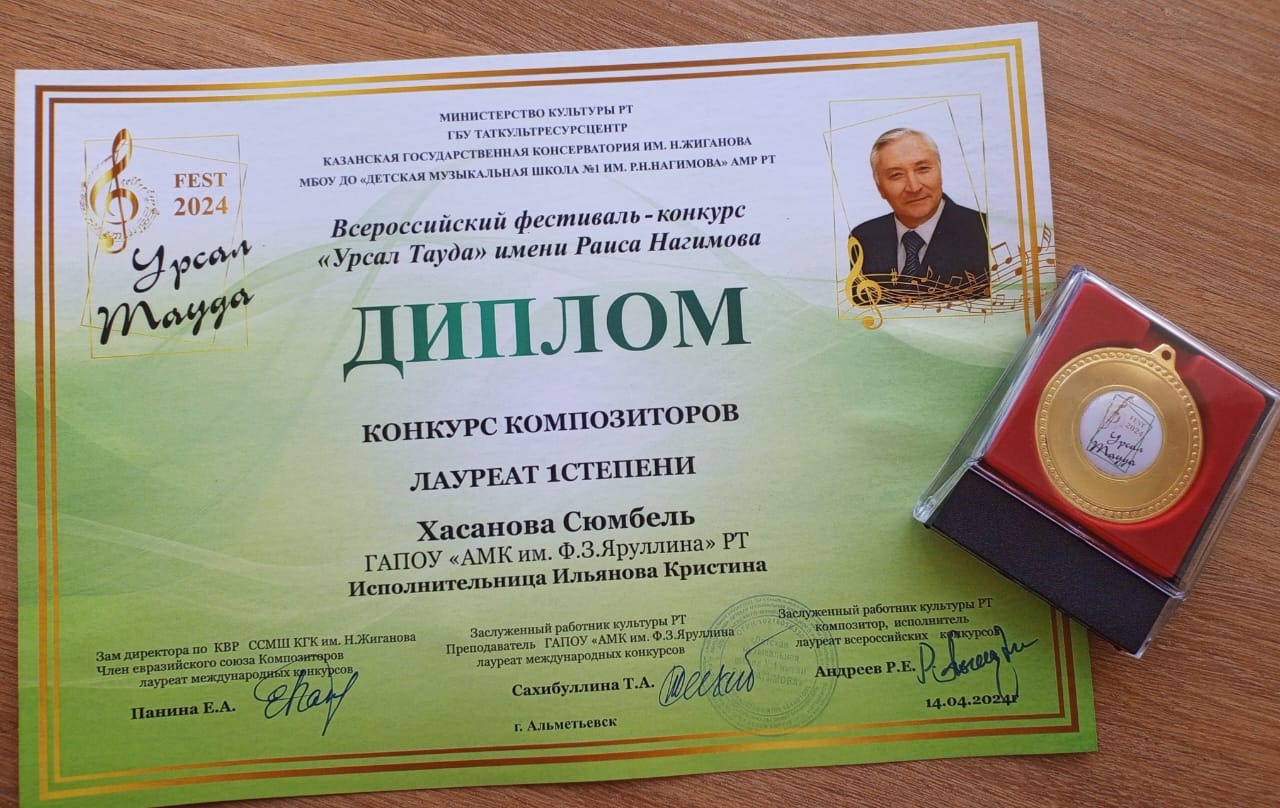 FEST
2024
Урсал
Тауда
МИНИСТЕРСТВО КУЛЬТУРЫ РТ
ГБУ ТАТКУЛЬТРЕСУРСЦЕНТР
КАЗАНСКАЯ ГОСУДАРСТВЕННАЯ КОНСЕРВАТОРИЯ ИМ. Н.ЖИГАНОВА
МБОУ ДО «ДЕТСКАЯ МУЗЫКАЛЬНАЯ ШКОЛА №1 ИМ. Р.Н.НАГИМОВА» АМР РТ
Всероссийский фестиваль-конкурс
«Урсал Тауда» имени Раиса Нагимова
ДИПЛОМ
КОНКУРС КОМПОЗИТОРОВ
ЛАУРЕАТ 1СТЕПЕНИ
Хасанова Сюмбель
ГАПОУ «АМК им. Ф.З.Яруллина» РТ
Исполнительница Ильянова Кристина
Зам директора по КВР ССМШ КГК им. Н.Жиганова
Член евразийского союза Композиторов
лауреат международных конкурсов
Панина Е.А.
Заслуженный работник культуры РТ
Преподаватель ГАПОУ «АМК им. Ф.З.Яруллина
лауреат международных конкурсов
Сахибуллина Т.А.
г. Альметьевск
Заслуженный работник культуры РТ
композитор, исполнитель
лауреат всероссийских конкурсов
Андреев Р.Е.
14.04.2024г
FEST
2024
Урсал
Тауда